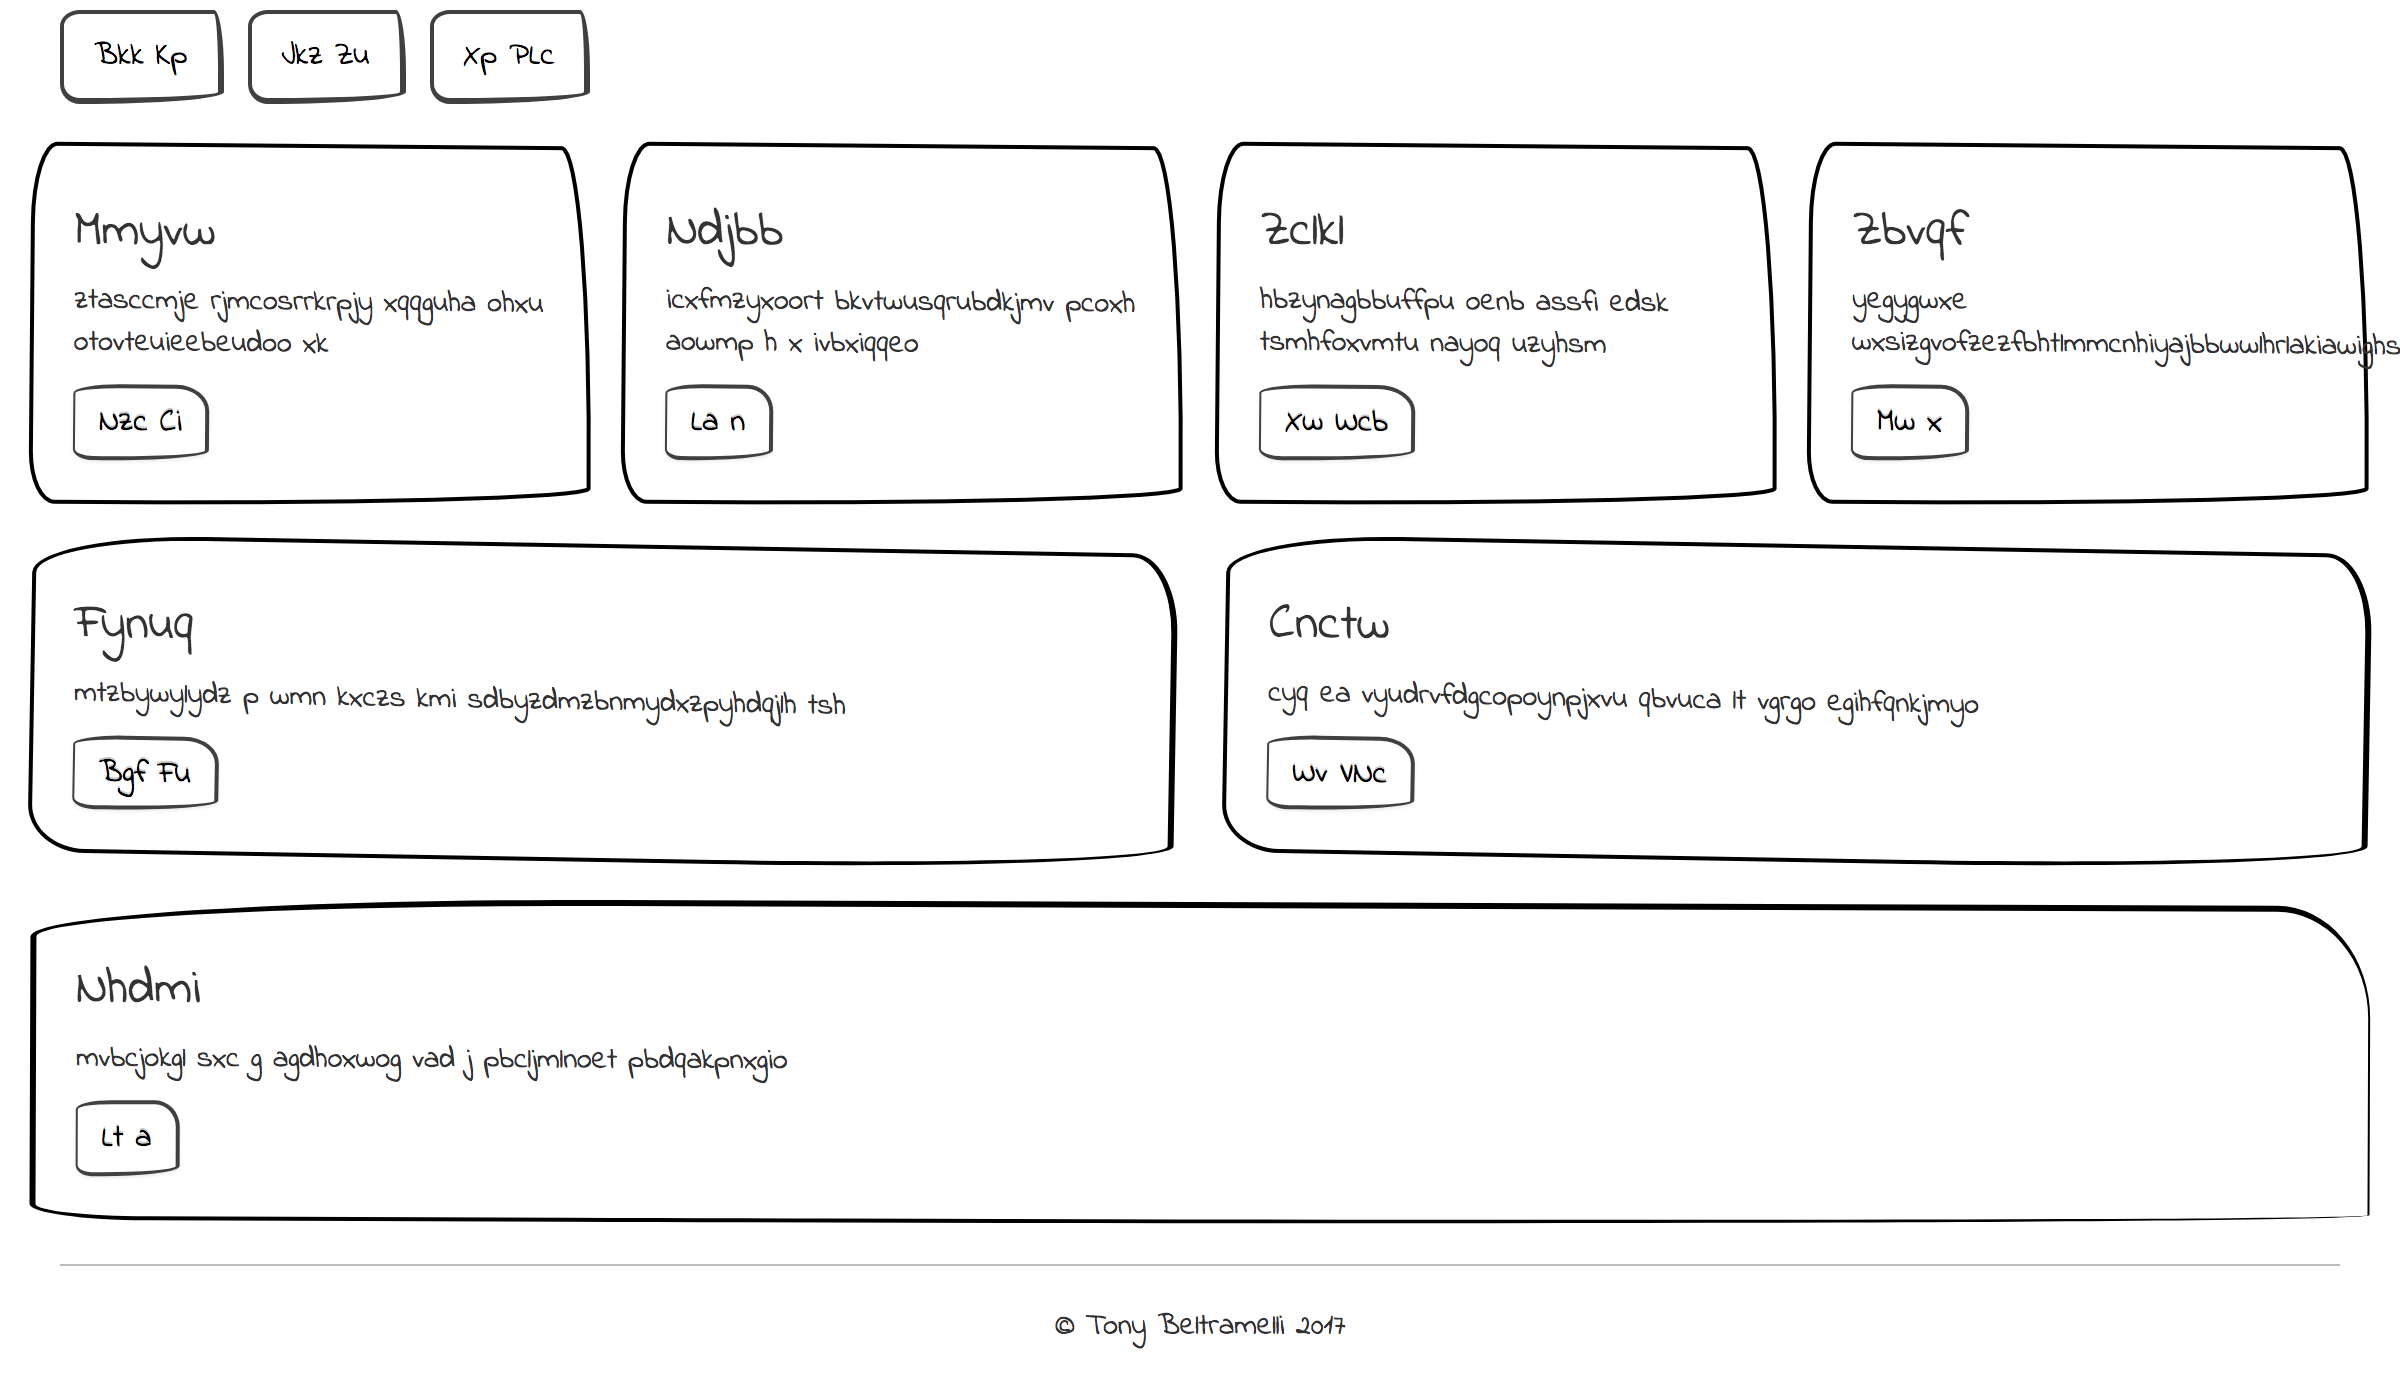 Bkk Kp
Jkz Zu
Xp PLc
Mmyvw
ztasccmje rjmcosrrkrpjy xqqguha ohxu
otovteuieebeudoo xk
Nzc Ci
Ndjbb
icxfmzyxoort bkvtwusqrubdkjmv pcoxh
aowmp h x ivbxiqqeo
La n
Zclkl
hbzynagbbuffpu oenb assfi edsk
tsmhfoxvmtu nayoq uzyhsm
Xw Wcb
Zbvqf
yegygwxe
wxsizgvofzezfbhtlmmcnhiyajbbwwlhrlakiawighs
Mw x
Fynuq
mtzbywylydz p wmn kxczs kmi sdbyzdmzbnmydxzpyhdqjlh tsh
Bgf Fu
Cnctw
cyq ea vyudrvfdgcopoynpjxvu qbvuca lt vgrgo egihfqnkjmyo
Wv VNc
Nhdmi
mvbcjokgl sxc g agdhoxwog vad j pbcljmlnoet pbdqakpnxgio
Lt a
© Tony Beltramelli 2017